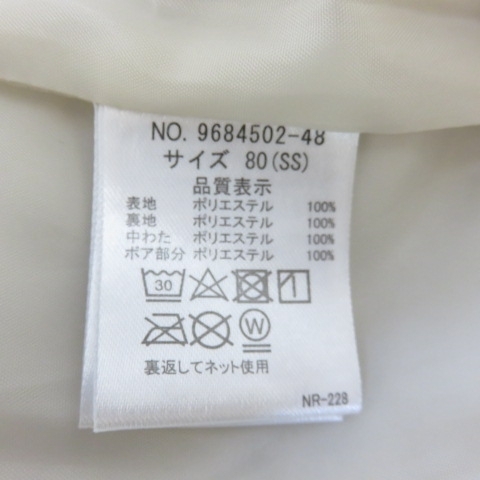 NO. 9684502-48
サイズ 80(SS)
品質表示
表地 ポリエステル 100%
裏地 ポリエステル 100%
中わた ポリエステル 100%
ボア部分 ポリエステル 100%
30
W
裏返してネット使用
NR-228